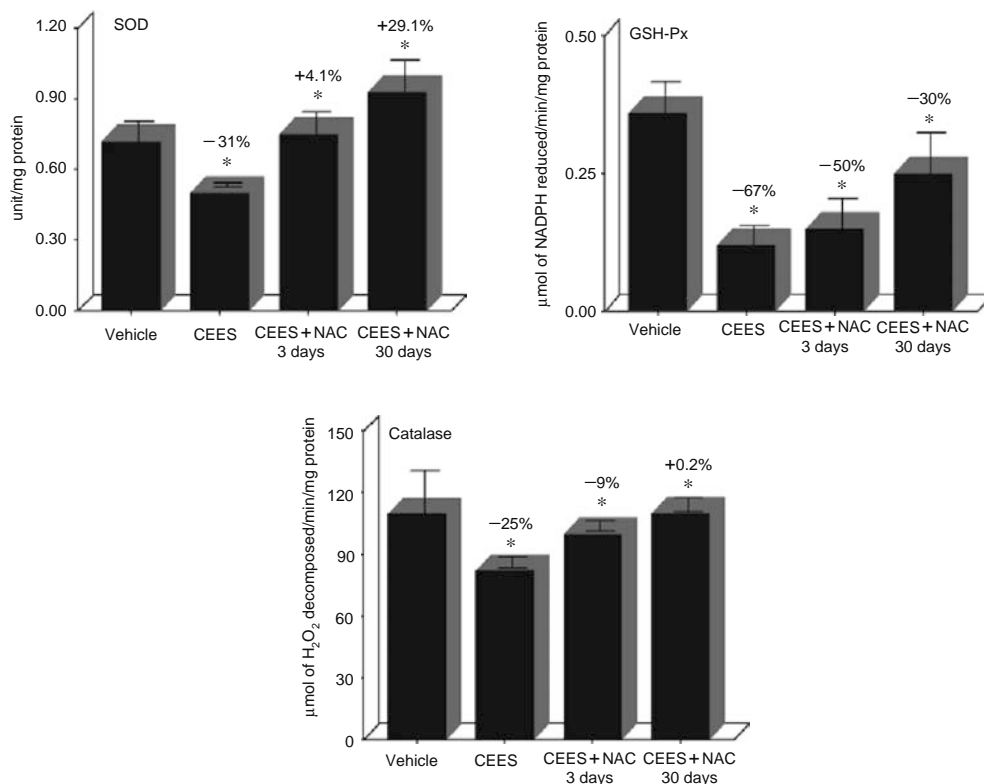 SOD
unit/mg protein
1.20
0.90
0.60
0.30
0.00
−31%
*
+4.1%
*
+29.1%
*
Vehicle
CEES
CEES+NAC
3 days
CEES+NAC
30 days
GSH-Px
µmol of NADPH reduced/min/mg protein
0.50
0.25
0.00
−67%
*
−50%
*
−30%
*
Vehicle
CEES
CEES+NAC
3 days
CEES+NAC
30 days
Catalase
µmol of H₂O₂ decomposed/min/mg protein
150
120
90
60
30
0
−25%
*
−9%
*
+0.2%
*
Vehicle
CEES
CEES+NAC
3 days
CEES+NAC
30 days